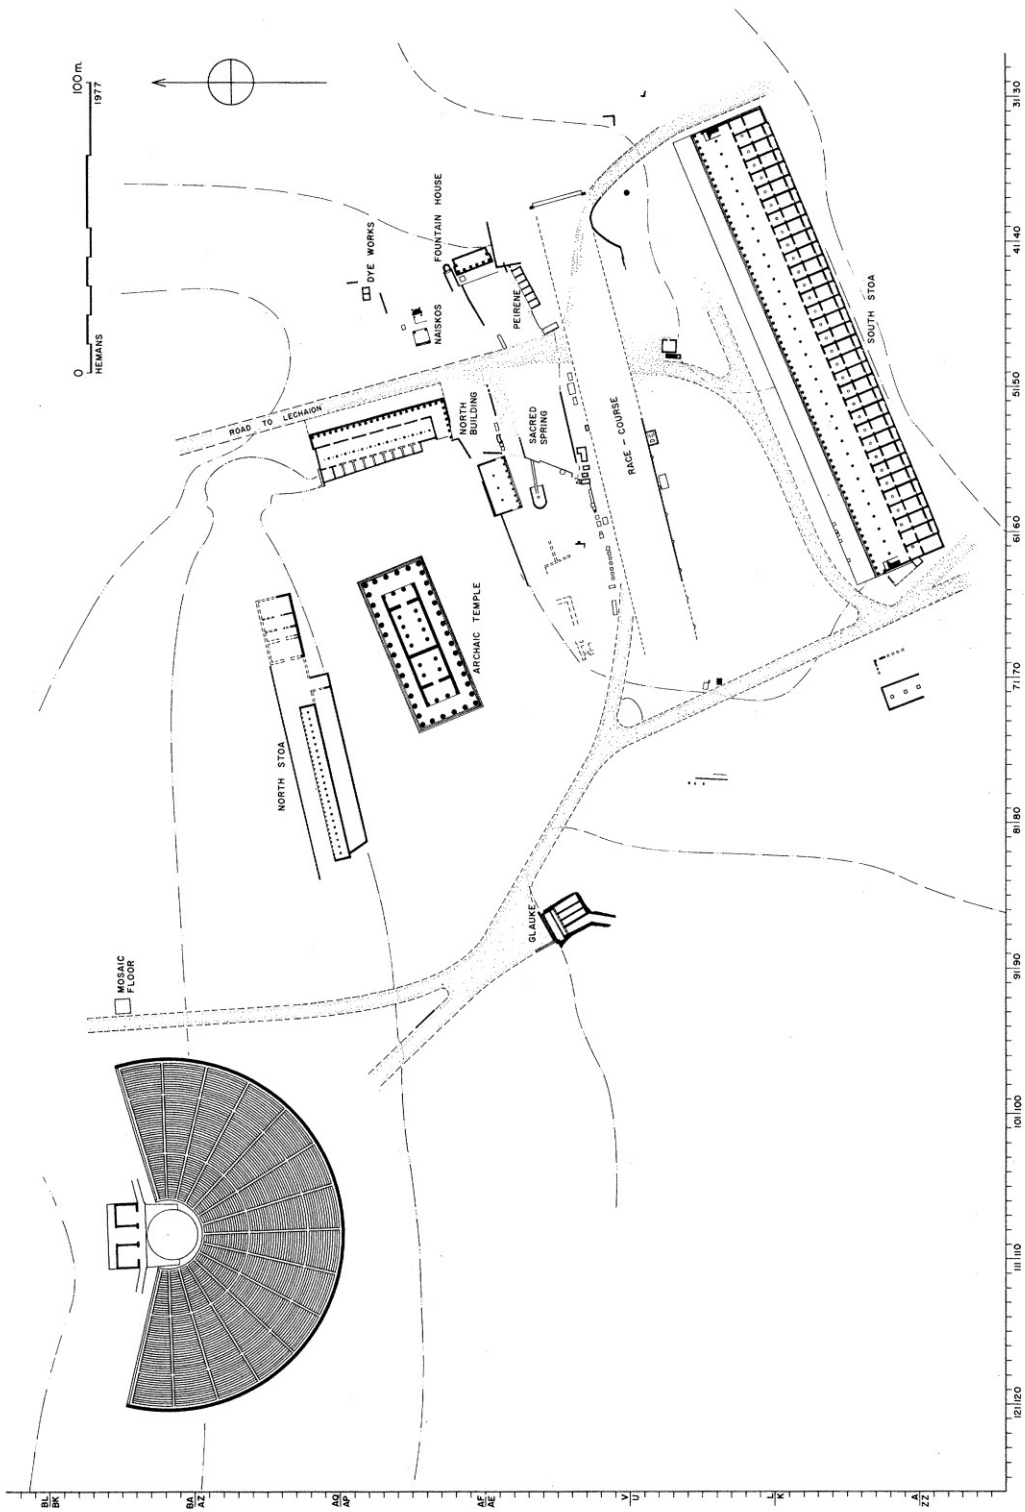 0
100 m.
HEMANS
1977
MOSAIC
FLOOR
NORTH STOA
ROAD TO LECHAION
DYE WORKS
NAISKOS
FOUNTAIN HOUSE
NORTH
BUILDING
PEIRENE
ARCHAIC TEMPLE
SACRED
SPRING
GLAUKE
RACE - COURSE
SOUTH STOA
BL
BK
BA
AZ
AQ
AP
AF
AE
V
U
L
K
A
ZZ
121|120
111|110
101|100
91|90
81|80
71|70
61|60
51|50
41|40
31|30